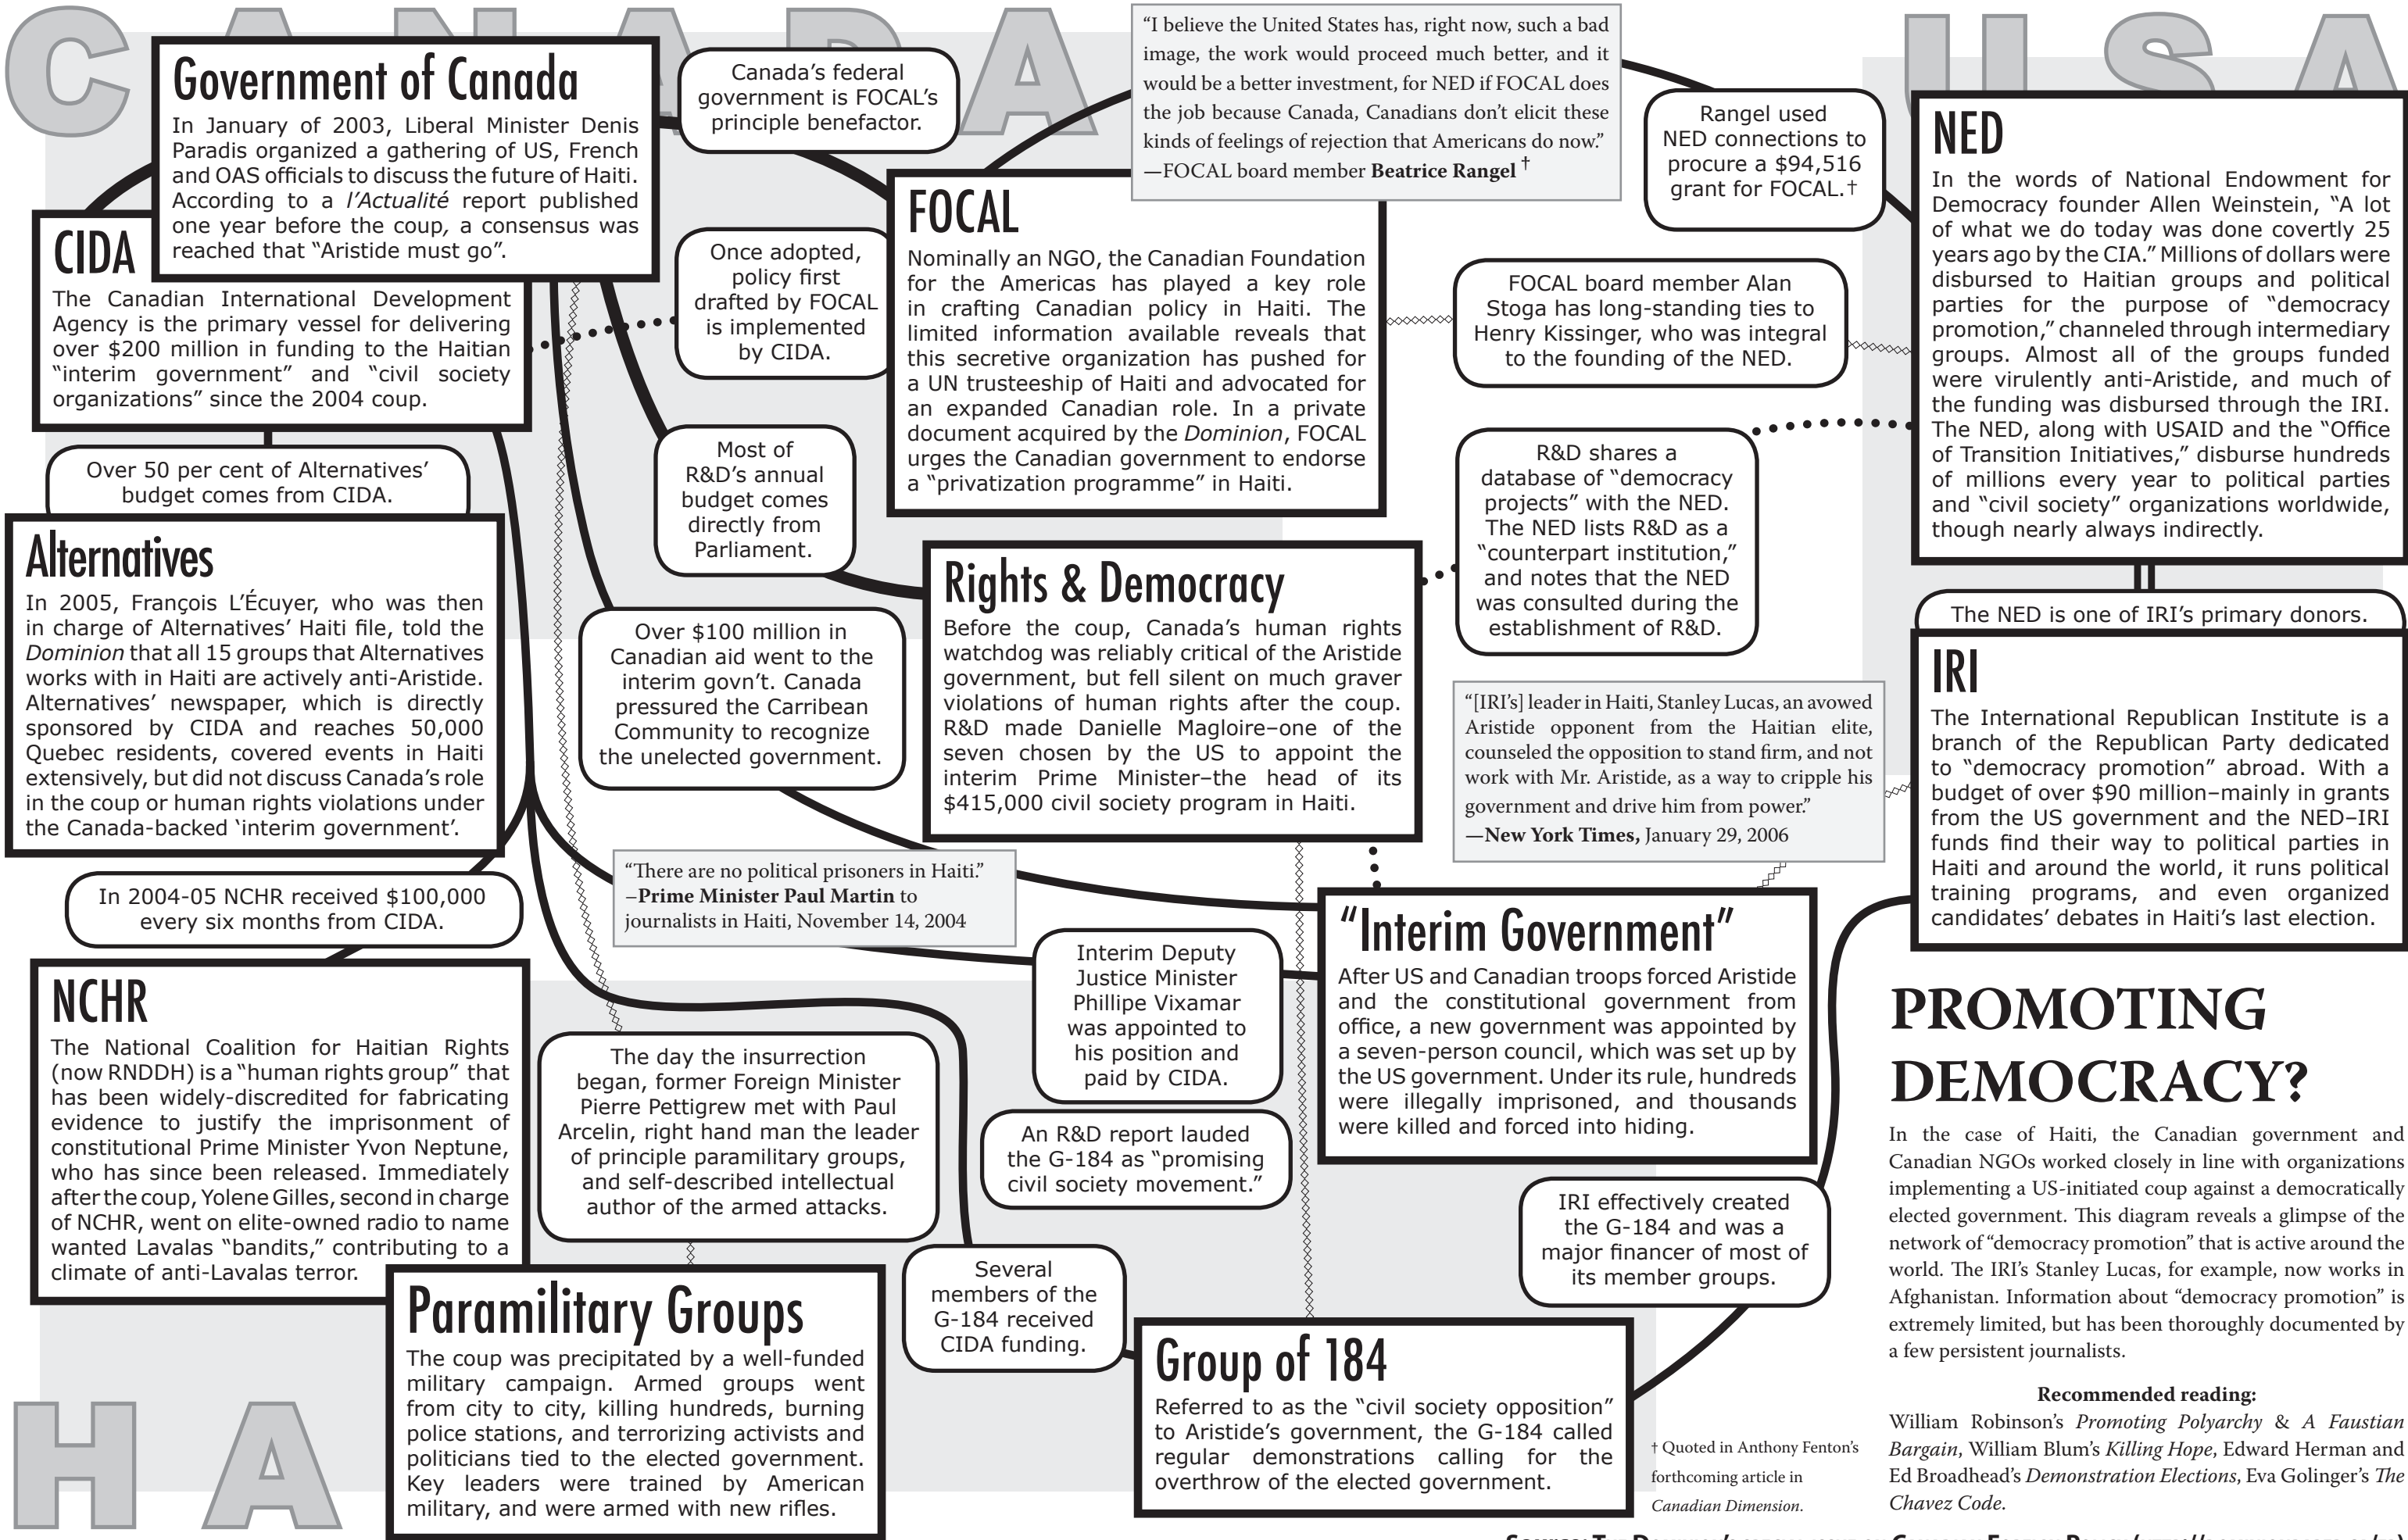 CANADA
USA
Government of Canada
In January of 2003, Liberal Minister Denis
Paradis organized a gathering of US, French
and OAS officials to discuss the future of Haiti.
According to a l’Actualité report published
one year before the coup, a consensus was
reached that “Aristide must go”.
Canada’s federal
government is FOCAL’s
principle benefactor.
“I believe the United States has, right now, such a bad
image, the work would proceed much better, and it
would be a better investment, for NED if FOCAL does
the job because Canada, Canadians don’t elicit these
kinds of feelings of rejection that Americans do now.”
—FOCAL board member Beatrice Rangel †
Rangel used
NED connections to
procure a $94,516
grant for FOCAL.†
NED
In the words of National Endowment for
Democracy founder Allen Weinstein, “A lot
of what we do today was done covertly 25
years ago by the CIA.” Millions of dollars were
disbursed to Haitian groups and political
parties for the purpose of “democracy
promotion,” channeled through intermediary
groups. Almost all of the groups funded
were virulently anti-Aristide, and much of
the funding was disbursed through the IRI.
The NED, along with USAID and the “Office
of Transition Initiatives,” disburse hundreds
of millions every year to political parties
and “civil society” organizations worldwide,
though nearly always indirectly.
CIDA
The Canadian International Development
Agency is the primary vessel for delivering
over $200 million in funding to the Haitian
“interim government” and “civil society
organizations” since the 2004 coup.
Once adopted,
policy first
drafted by FOCAL
is implemented
by CIDA.
FOCAL
Nominally an NGO, the Canadian Foundation
for the Americas has played a key role
in crafting Canadian policy in Haiti. The
limited information available reveals that
this secretive organization has pushed for
a UN trusteeship of Haiti and advocated for
an expanded Canadian role. In a private
document acquired by the Dominion, FOCAL
urges the Canadian government to endorse
a “privatization programme” in Haiti.
FOCAL board member Alan
Stoga has long-standing ties to
Henry Kissinger, who was integral
to the founding of the NED.
Over 50 per cent of Alternatives’
budget comes from CIDA.
Most of
R&D’s annual
budget comes
directly from
Parliament.
R&D shares a
database of “democracy
projects” with the NED.
The NED lists R&D as a
“counterpart institution,”
and notes that the NED
was consulted during the
establishment of R&D.
Alternatives
In 2005, François L’Écuyer, who was then
in charge of Alternatives’ Haiti file, told the
Dominion that all 15 groups that Alternatives
works with in Haiti are actively anti-Aristide.
Alternatives’ newspaper, which is directly
sponsored by CIDA and reaches 50,000
Quebec residents, covered events in Haiti
extensively, but did not discuss Canada’s role
in the coup or human rights violations under
the Canada-backed ‘interim government’.
Over $100 million in
Canadian aid went to the
interim govn’t. Canada
pressured the Carribean
Community to recognize
the unelected government.
Rights & Democracy
Before the coup, Canada’s human rights
watchdog was reliably critical of the Aristide
government, but fell silent on much graver
violations of human rights after the coup.
R&D made Danielle Magloire–one of the
seven chosen by the US to appoint the
interim Prime Minister–the head of its
$415,000 civil society program in Haiti.
The NED is one of IRI’s primary donors.
IRI
The International Republican Institute is a
branch of the Republican Party dedicated
to “democracy promotion” abroad. With a
budget of over $90 million–mainly in grants
from the US government and the NED–IRI
funds find their way to political parties in
Haiti and around the world, it runs political
training programs, and even organized
candidates’ debates in Haiti’s last election.
“[IRI’s] leader in Haiti, Stanley Lucas, an avowed
Aristide opponent from the Haitian elite,
counseled the opposition to stand firm, and not
work with Mr. Aristide, as a way to cripple his
government and drive him from power.”
—New York Times, January 29, 2006
“There are no political prisoners in Haiti.”
–Prime Minister Paul Martin to
journalists in Haiti, November 14, 2004
In 2004-05 NCHR received $100,000
every six months from CIDA.
NCHR
The National Coalition for Haitian Rights
(now RNDDH) is a “human rights group” that
has been widely-discredited for fabricating
evidence to justify the imprisonment of
constitutional Prime Minister Yvon Neptune,
who has since been released. Immediately
after the coup, Yolene Gilles, second in charge
of NCHR, went on elite-owned radio to name
wanted Lavalas “bandits,” contributing to a
climate of anti-Lavalas terror.
The day the insurrection
began, former Foreign Minister
Pierre Pettigrew met with Paul
Arcelin, right hand man the leader
of principle paramilitary groups,
and self-described intellectual
author of the armed attacks.
Interim Deputy
Justice Minister
Phillipe Vixamar
was appointed to
his position and
paid by CIDA.
An R&D report lauded
the G-184 as “promising
civil society movement.”
“Interim Government”
After US and Canadian troops forced Aristide
and the constitutional government from
office, a new government was appointed by
a seven-person council, which was set up by
the US government. Under its rule, hundreds
were illegally imprisoned, and thousands
were killed and forced into hiding.
IRI effectively created
the G-184 and was a
major financer of most of
its member groups.
Several
members of the
G-184 received
CIDA funding.
Paramilitary Groups
The coup was precipitated by a well-funded
military campaign. Armed groups went
from city to city, killing hundreds, burning
police stations, and terrorizing activists and
politicians tied to the elected government.
Key leaders were trained by American
military, and were armed with new rifles.
Group of 184
Referred to as the “civil society opposition”
to Aristide’s government, the G-184 called
regular demonstrations calling for the
overthrow of the elected government.
PROMOTING
DEMOCRACY?
In the case of Haiti, the Canadian government and
Canadian NGOs worked closely in line with organizations
implementing a US-initiated coup against a democratically
elected government. This diagram reveals a glimpse of the
network of “democracy promotion” that is active around the
world. The IRI’s Stanley Lucas, for example, now works in
Afghanistan. Information about “democracy promotion” is
extremely limited, but has been thoroughly documented by
a few persistent journalists.
Recommended reading:
William Robinson’s Promoting Polyarchy & A Faustian
Bargain, William Blum’s Killing Hope, Edward Herman and
Ed Broadhead’s Demonstration Elections, Eva Golinger’s The
Chavez Code.
† Quoted in Anthony Fenton’s
forthcoming article in
Canadian Dimension.
HA